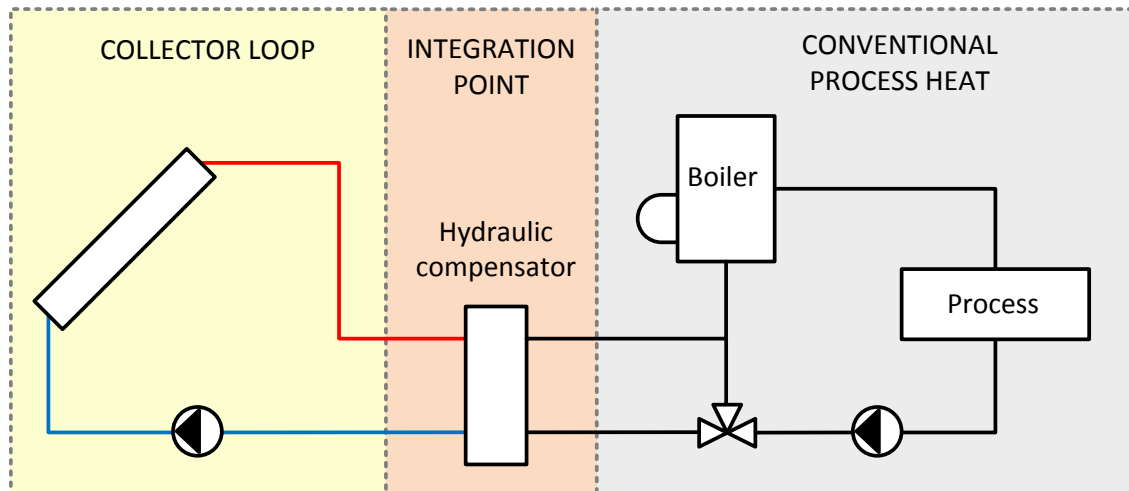 COLLECTOR LOOP
INTEGRATION
POINT
CONVENTIONAL
PROCESS HEAT
Boiler
Hydraulic
compensator
Process